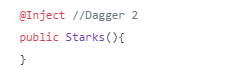 @Inject //Dagger 2
public Starks(){
}